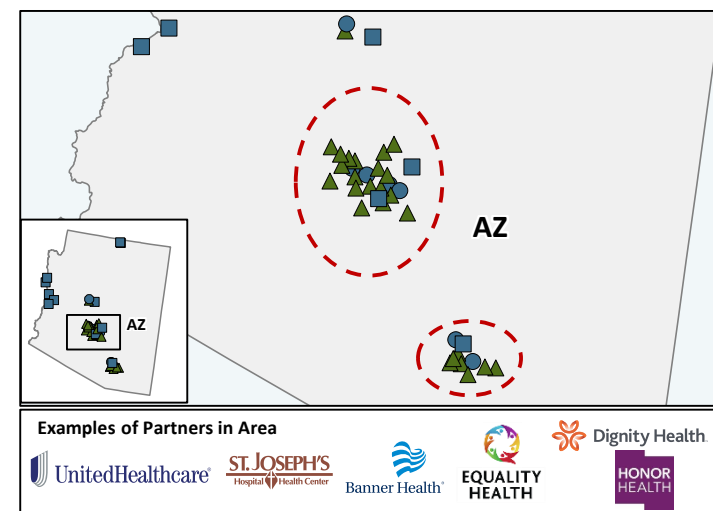 AZ
AZ
Examples of Partners in Area
UnitedHealthcare®
ST. JOSEPH'S
Hospital Health Center
Banner Health®
EQUALITY
HEALTH
Dignity Health.
HONOR
HEALTH